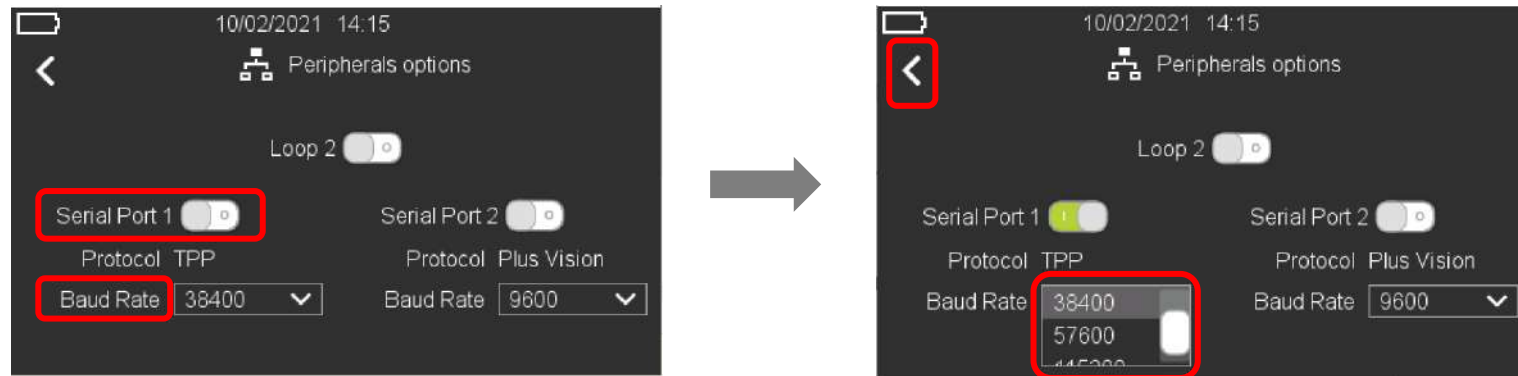 10/02/2021 14:15
Peripherals options
Loop 2
Serial Port 1
Serial Port 2
Protocol TPP
Protocol Plus Vision
Baud Rate 38400
Baud Rate 9600
10/02/2021 14:15
Peripherals options
Loop 2
Serial Port 1
Serial Port 2
Protocol TPP
Protocol Plus Vision
Baud Rate 38400
57600
Baud Rate 9600